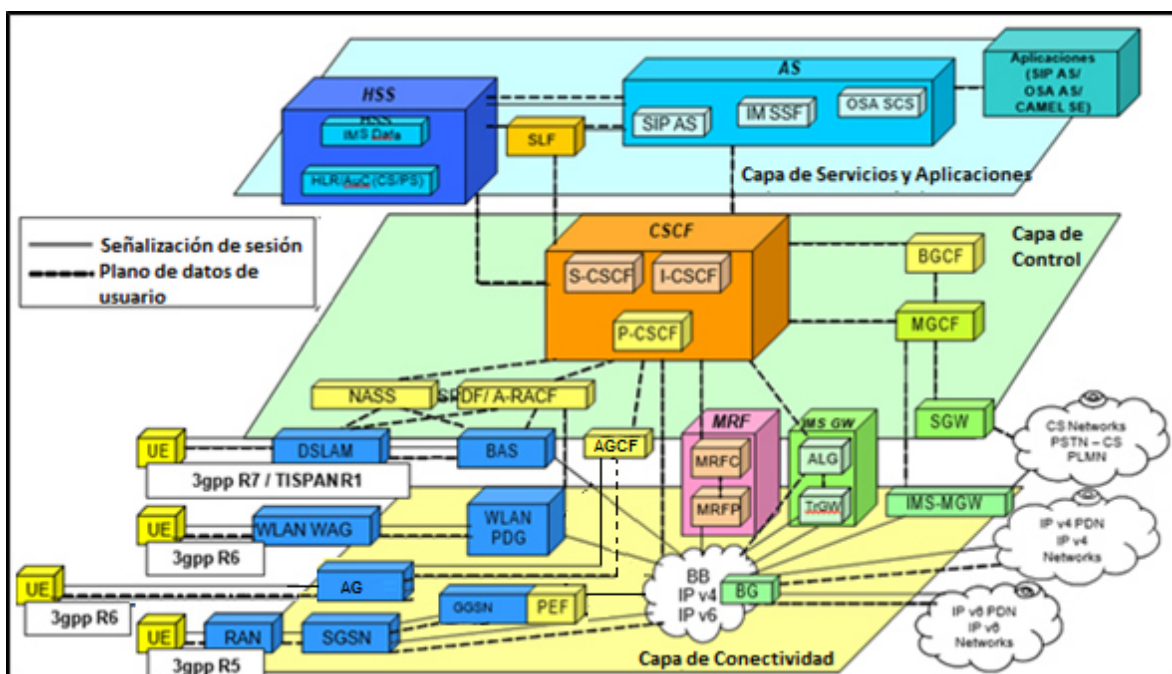 HSS
HSS
IMS Data
HLR/AuC (CS/PS)
SLF
AS
SIP AS
IM SSF
OSA SCS
Aplicaciones
(SIP AS/
OSA AS/
CAMEL SE)
Capa de Servicios y Aplicaciones
Señalización de sesión
Plano de datos de
usuario
CSCF
S-CSCF
I-CSCF
P-CSCF
Capa de
Control
BGCF
MGCF
SGW
NASS
SPDF/ A-RACF
UE
DSLAM
BAS
AGCF
3gpp R7 / TISPAN R1
MRF
MRFC
MRFP
IMS GW
ALG
TrGW
IMS-MGW
CS Networks
PSTN – CS
PLMN
UE
WLAN WAG
WLAN
PDG
3gpp R6
IP v4 PDN
IP v4
Networks
UE
AG
3gpp R6
GGSN
PEF
BB
IP v4
IP v6
BG
IP v6 PDN
IP v6
Networks
UE
RAN
SGSN
3gpp R5
Capa de Conectividad